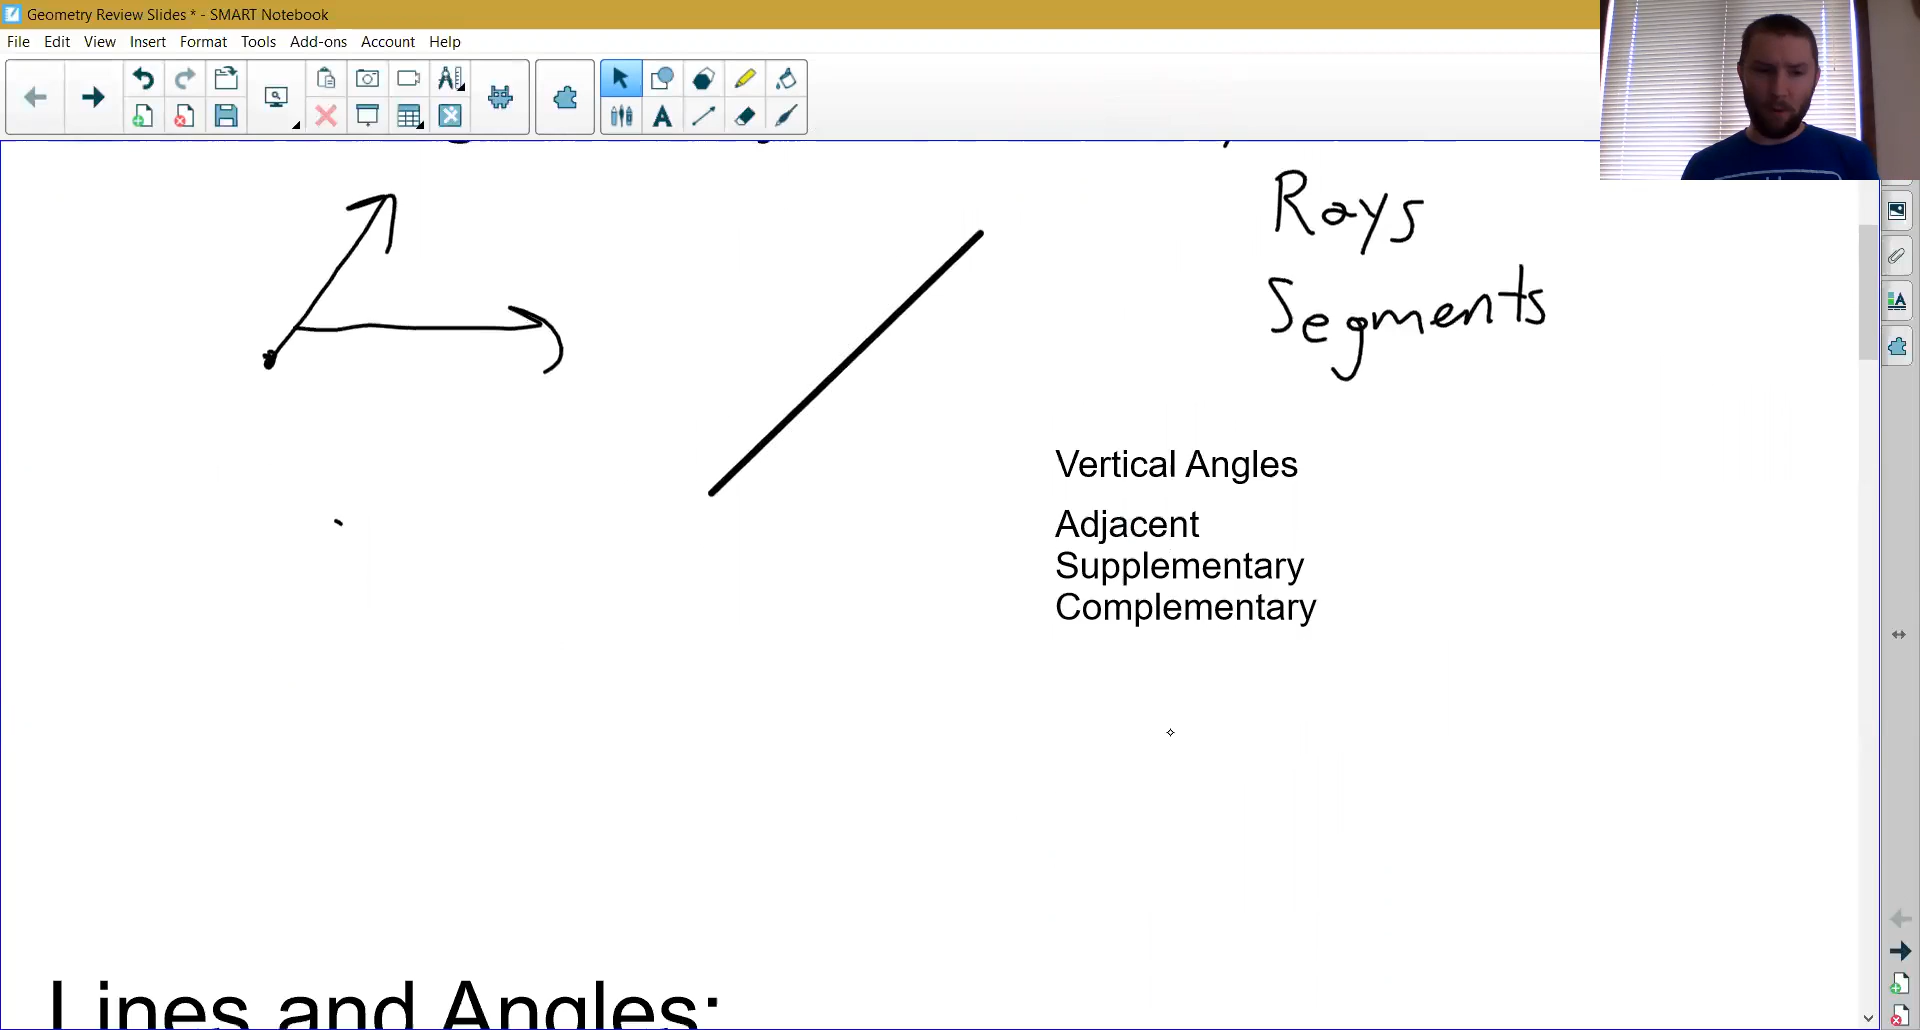 Geometry Review Slides * - SMART Notebook
File Edit View Insert Format Tools Add-ons Account Help
Rays
Segments
Vertical Angles
Adjacent
Supplementary
Complementary
Lines and Angles: